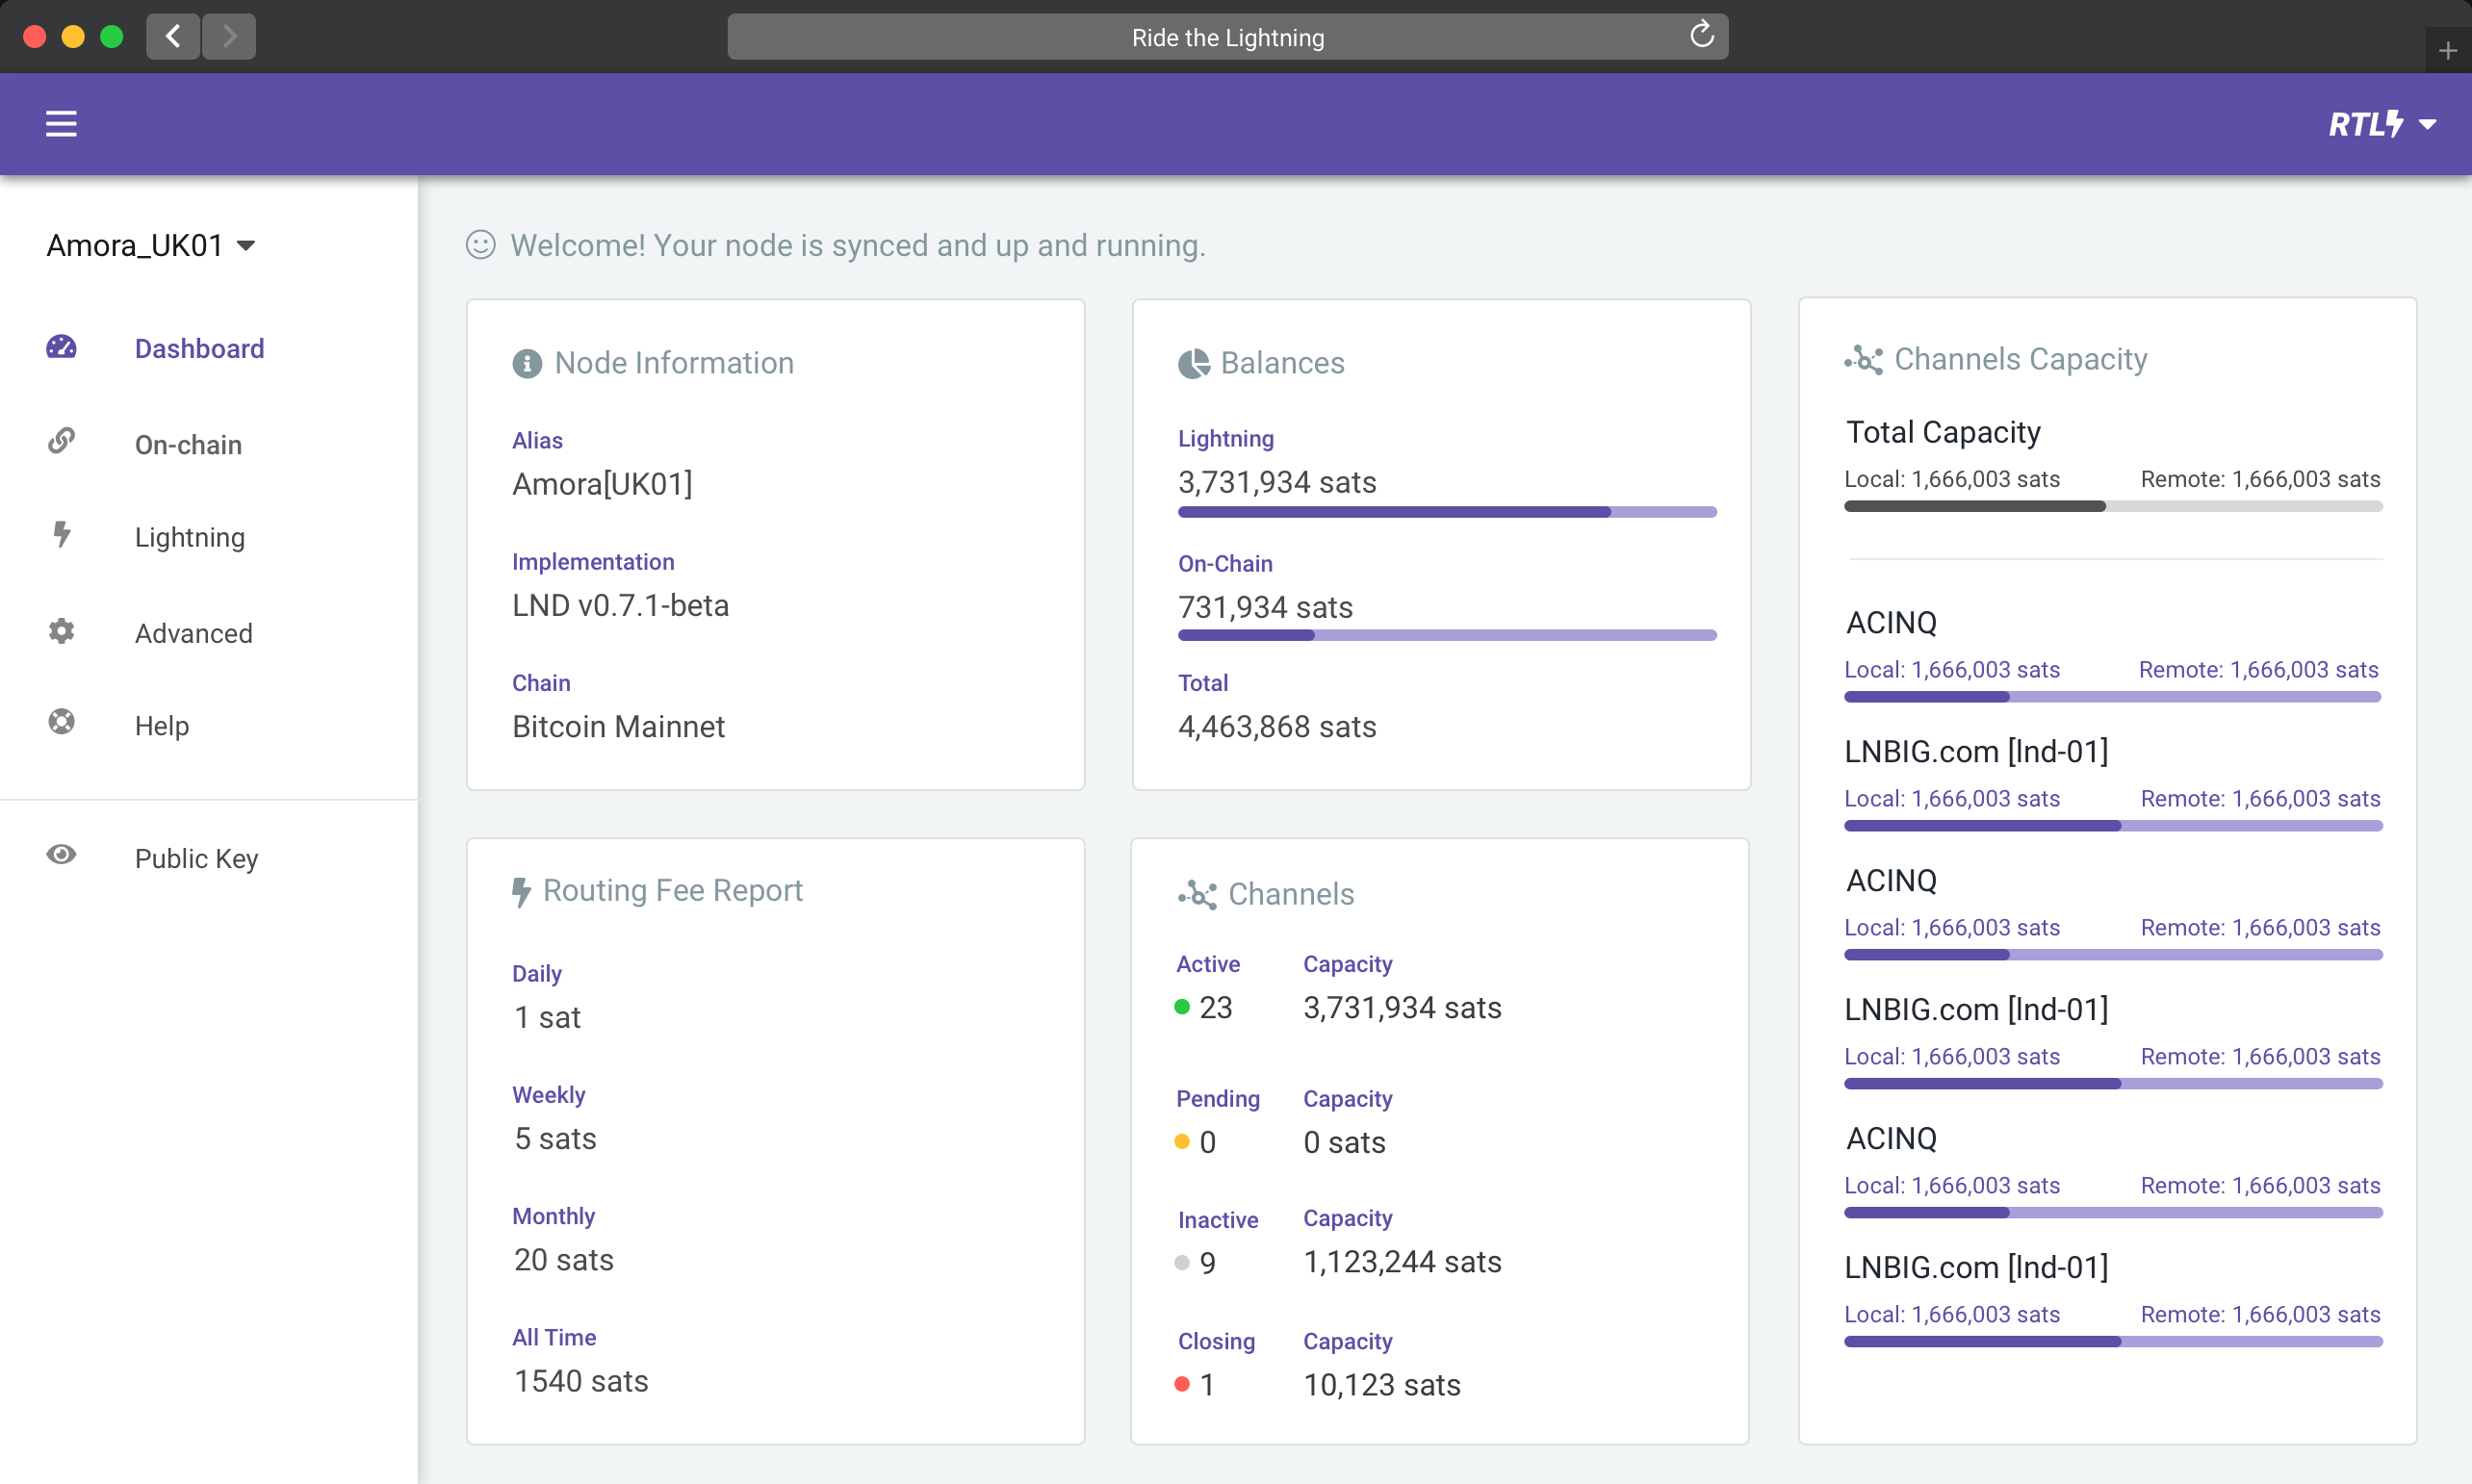 Ride the Lightning
RTL
Amora_UK01
Dashboard
On-chain
Lightning
Advanced
Help
Public Key
Welcome! Your node is synced and up and running.
Node Information
Alias
Amora[UK01]
Implementation
LND v0.7.1-beta
Chain
Bitcoin Mainnet
Balances
Lightning
3,731,934 sats
On-Chain
731,934 sats
Total
4,463,868 sats
Routing Fee Report
Daily
1 sat
Weekly
5 sats
Monthly
20 sats
All Time
1540 sats
Channels
Active Capacity
23 3,731,934 sats
Pending Capacity
0 0 sats
Inactive Capacity
9 1,123,244 sats
Closing Capacity
1 10,123 sats
Channels Capacity
Total Capacity
Local: 1,666,003 sats Remote: 1,666,003 sats
ACINQ
Local: 1,666,003 sats Remote: 1,666,003 sats
LNBIG.com [lnd-01]
Local: 1,666,003 sats Remote: 1,666,003 sats
ACINQ
Local: 1,666,003 sats Remote: 1,666,003 sats
LNBIG.com [lnd-01]
Local: 1,666,003 sats Remote: 1,666,003 sats
ACINQ
Local: 1,666,003 sats Remote: 1,666,003 sats
LNBIG.com [lnd-01]
Local: 1,666,003 sats Remote: 1,666,003 sats